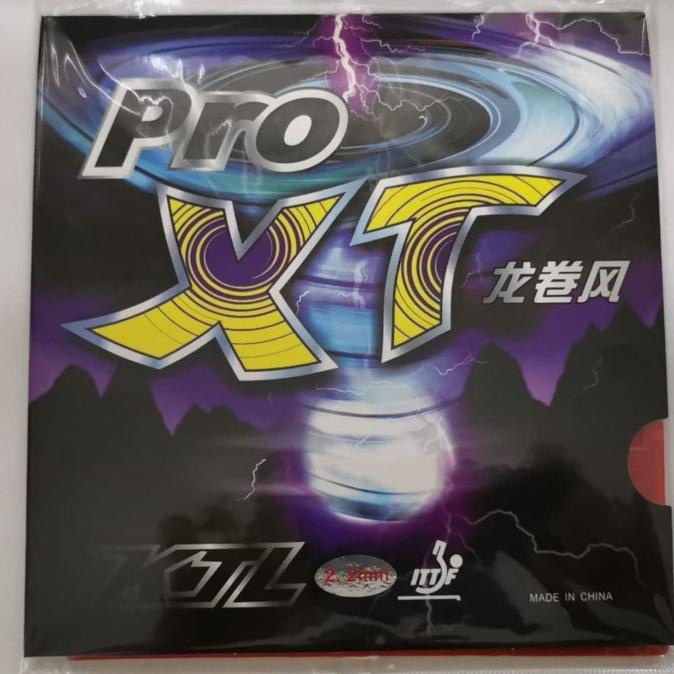 Pro
XT
龙卷风
KTL
2.2mm
ITTF
MADE IN CHINA